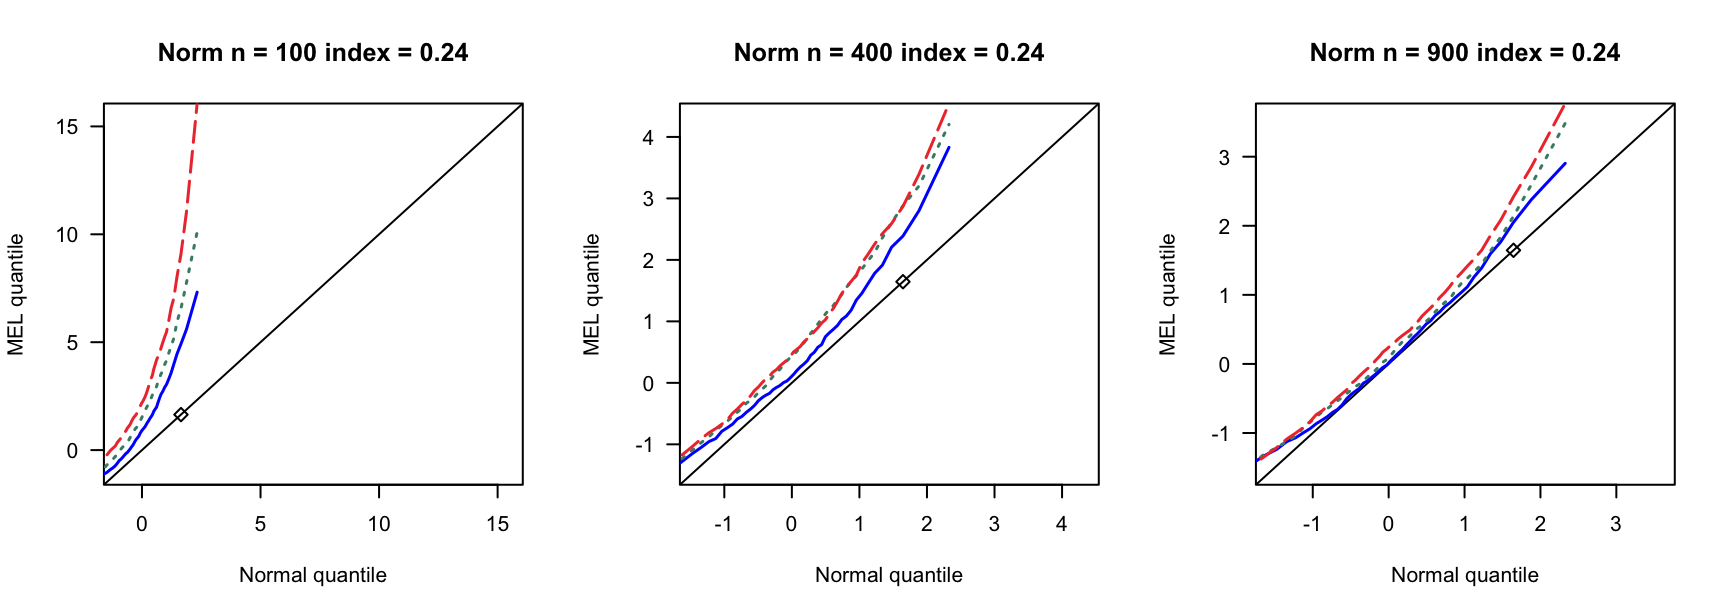 Norm n = 100 index = 0.24
MEL quantile
15
10
5
0
0 5 10 15
Normal quantile
Norm n = 400 index = 0.24
MEL quantile
4
3
2
1
0
-1
-1 0 1 2 3 4
Normal quantile
Norm n = 900 index = 0.24
MEL quantile
3
2
1
0
-1
-1 0 1 2 3
Normal quantile